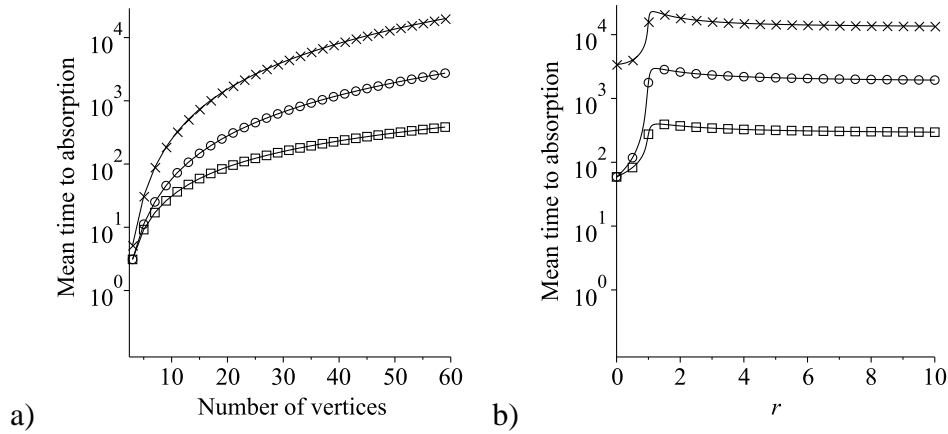 10^4
10^3
10^2
10^1
10^0
Mean time to absorption
10 20 30 40 50 60
Number of vertices
a)
10^4
10^3
10^2
10^1
10^0
Mean time to absorption
0 2 4 6 8 10
r
b)